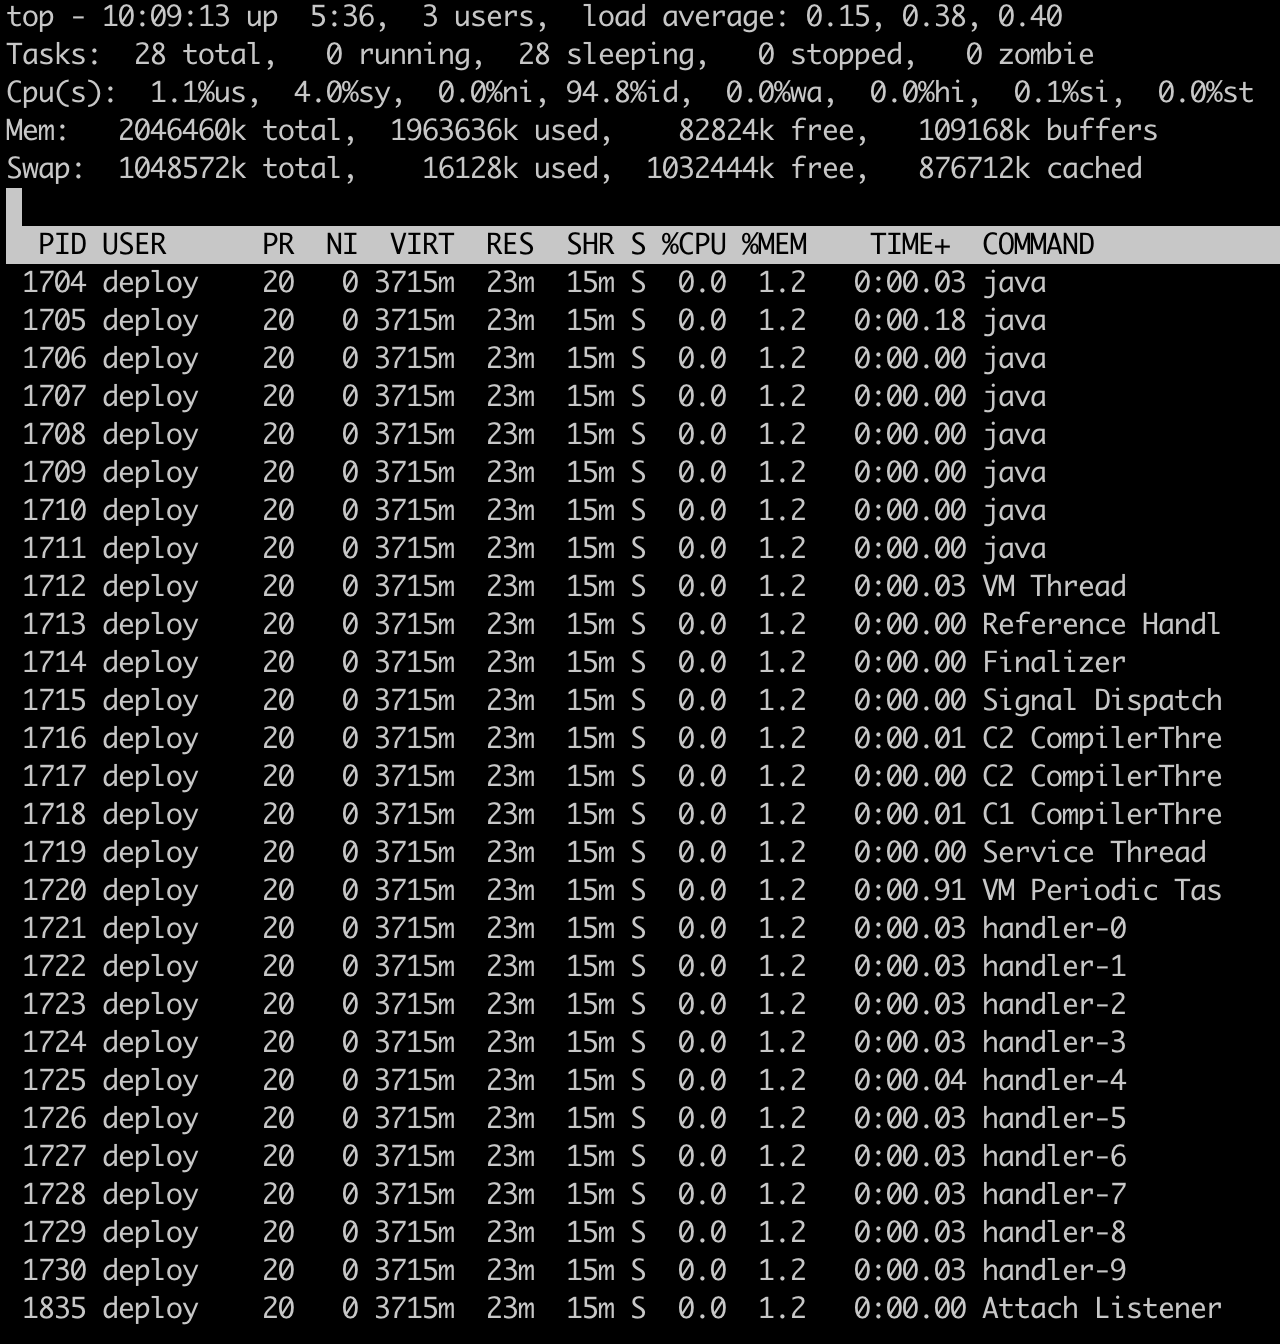 top - 10:09:13 up  5:36,  3 users,  load average: 0.15, 0.38, 0.40
Tasks:  28 total,   0 running,  28 sleeping,   0 stopped,   0 zombie
Cpu(s):  1.1%us,  4.0%sy,  0.0%ni, 94.8%id,  0.0%wa,  0.0%hi,  0.1%si,  0.0%st
Mem:   2046460k total,  1963636k used,    82824k free,   109168k buffers
Swap:  1048572k total,    16128k used,  1032444k free,   876712k cached
  PID USER      PR  NI  VIRT  RES  SHR S %CPU %MEM    TIME+  COMMAND
 1704 deploy    20   0 3715m  23m  15m S  0.0  1.2   0:00.03 java
 1705 deploy    20   0 3715m  23m  15m S  0.0  1.2   0:00.18 java
 1706 deploy    20   0 3715m  23m  15m S  0.0  1.2   0:00.00 java
 1707 deploy    20   0 3715m  23m  15m S  0.0  1.2   0:00.00 java
 1708 deploy    20   0 3715m  23m  15m S  0.0  1.2   0:00.00 java
 1709 deploy    20   0 3715m  23m  15m S  0.0  1.2   0:00.00 java
 1710 deploy    20   0 3715m  23m  15m S  0.0  1.2   0:00.00 java
 1711 deploy    20   0 3715m  23m  15m S  0.0  1.2   0:00.00 java
 1712 deploy    20   0 3715m  23m  15m S  0.0  1.2   0:00.03 VM Thread
 1713 deploy    20   0 3715m  23m  15m S  0.0  1.2   0:00.00 Reference Handl
 1714 deploy    20   0 3715m  23m  15m S  0.0  1.2   0:00.00 Finalizer
 1715 deploy    20   0 3715m  23m  15m S  0.0  1.2   0:00.00 Signal Dispatch
 1716 deploy    20   0 3715m  23m  15m S  0.0  1.2   0:00.01 C2 CompilerThre
 1717 deploy    20   0 3715m  23m  15m S  0.0  1.2   0:00.00 C2 CompilerThre
 1718 deploy    20   0 3715m  23m  15m S  0.0  1.2   0:00.01 C1 CompilerThre
 1719 deploy    20   0 3715m  23m  15m S  0.0  1.2   0:00.00 Service Thread
 1720 deploy    20   0 3715m  23m  15m S  0.0  1.2   0:00.91 VM Periodic Tas
 1721 deploy    20   0 3715m  23m  15m S  0.0  1.2   0:00.03 handler-0
 1722 deploy    20   0 3715m  23m  15m S  0.0  1.2   0:00.03 handler-1
 1723 deploy    20   0 3715m  23m  15m S  0.0  1.2   0:00.03 handler-2
 1724 deploy    20   0 3715m  23m  15m S  0.0  1.2   0:00.03 handler-3
 1725 deploy    20   0 3715m  23m  15m S  0.0  1.2   0:00.04 handler-4
 1726 deploy    20   0 3715m  23m  15m S  0.0  1.2   0:00.03 handler-5
 1727 deploy    20   0 3715m  23m  15m S  0.0  1.2   0:00.03 handler-6
 1728 deploy    20   0 3715m  23m  15m S  0.0  1.2   0:00.03 handler-7
 1729 deploy    20   0 3715m  23m  15m S  0.0  1.2   0:00.03 handler-8
 1730 deploy    20   0 3715m  23m  15m S  0.0  1.2   0:00.03 handler-9
 1835 deploy    20   0 3715m  23m  15m S  0.0  1.2   0:00.00 Attach Listener